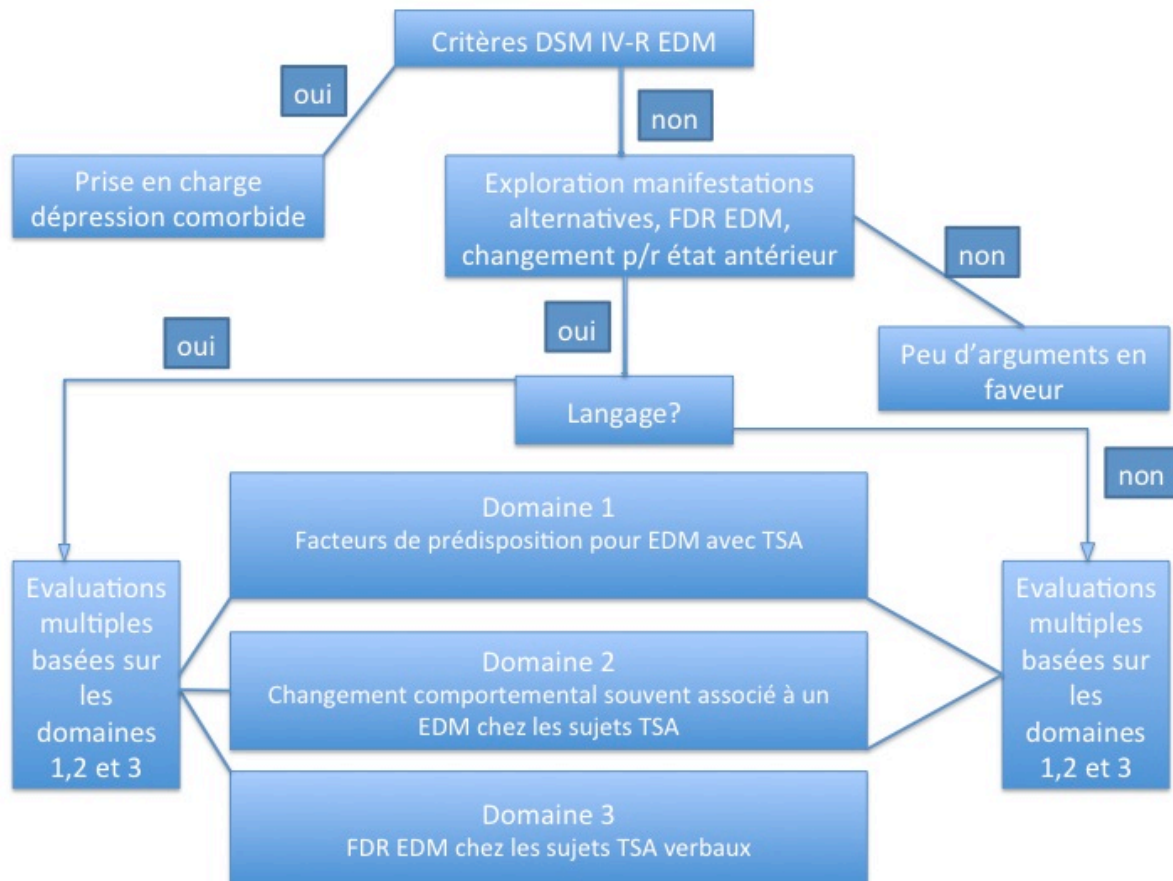 Critères DSM IV-R EDM
oui
non
Prise en charge
dépression comorbide
Exploration manifestations
alternatives, FDR EDM,
changement p/r état antérieur
non
oui
oui
Peu d'arguments en
faveur
Langage?
non
Domaine 1
Facteurs de prédisposition pour EDM avec TSA
Evaluations
multiples
basées sur
les
domaines
1,2 et 3
Domaine 2
Changement comportemental souvent associé à un
EDM chez les sujets TSA
Evaluations
multiples
basées sur
les
domaines
1,2 et 3
Domaine 3
FDR EDM chez les sujets TSA verbaux